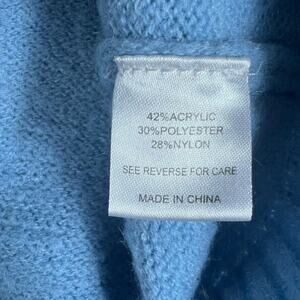 42%ACRYLIC
30%POLYESTER
28%NYLON
SEE REVERSE FOR CARE
MADE IN CHINA